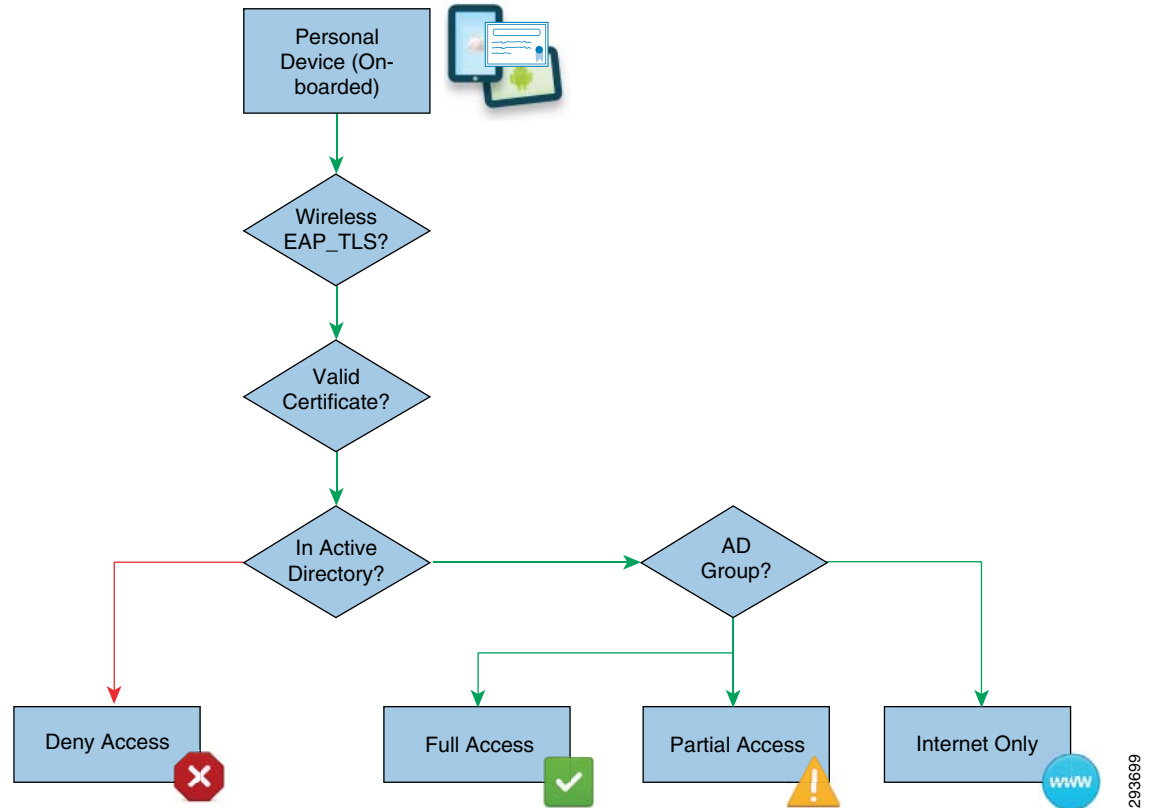 Personal
Device (On-
boarded)
Wireless
EAP_TLS?
Valid
Certificate?
In Active
Directory?
AD
Group?
Deny Access
Full Access
Partial Access
Internet Only
www
293699